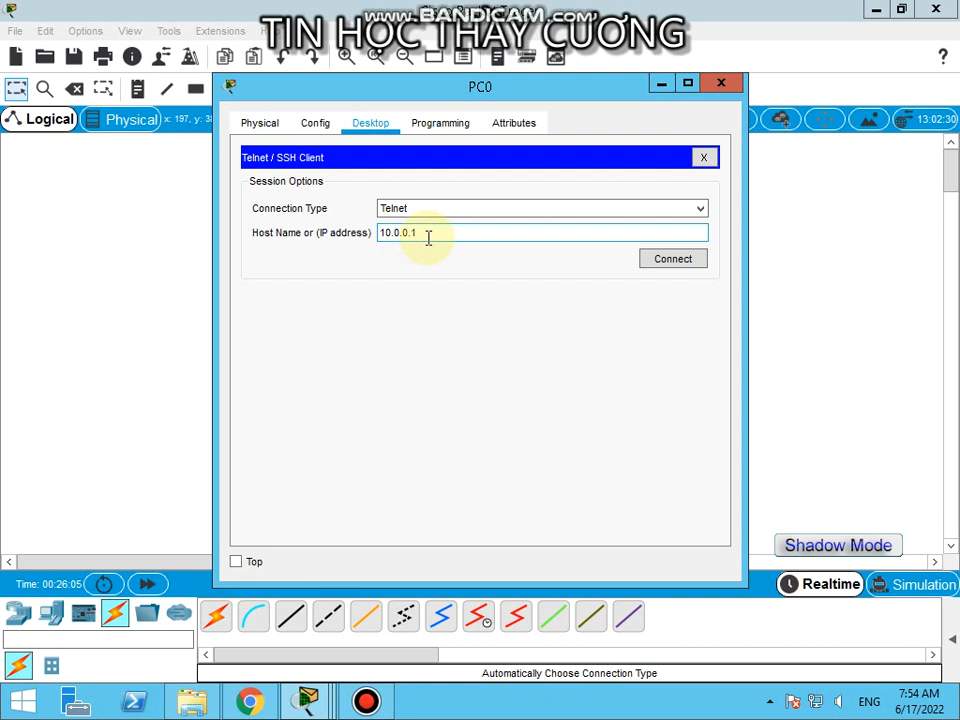 www.BANDICAM.com
TIN HỌC THẦY CƯƠNG
File Edit Options View Tools Extensions
PC0
Logical
Physical
x: 197, y:
13:02:30
Physical Config Desktop Programming Attributes
Telnet / SSH Client
X
Session Options
Connection Type
Telnet
Host Name or (IP address)
10.0.0.1
Connect
Shadow Mode
Top
Time: 00:26:05
Realtime
Simulation
Automatically Choose Connection Type
ENG
7:54 AM
6/17/2022